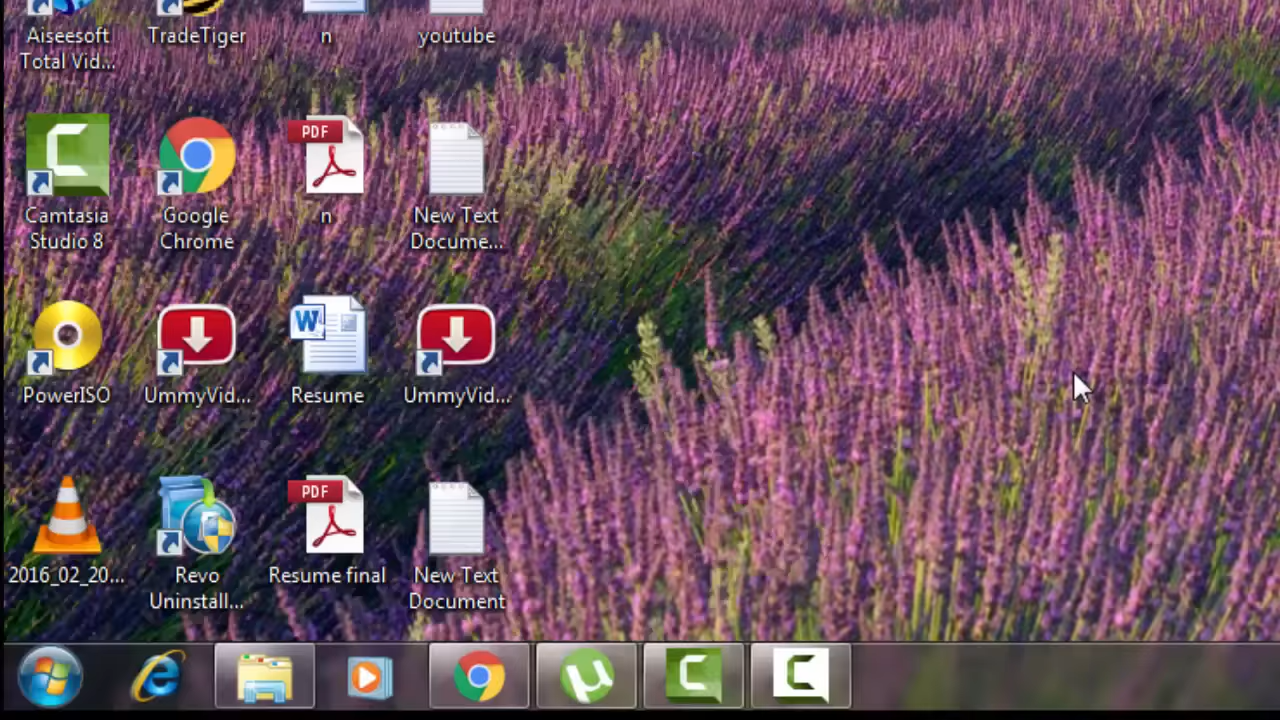 Aiseesoft
Total Vid...
TradeTiger
n
youtube
Camtasia
Studio 8
Google
Chrome
PDF
n
New Text
Docume...
PowerISO
UmmyVid...
W
Resume
UmmyVid...
2016_02_20...
Revo
Uninstall...
PDF
Resume final
New Text
Document